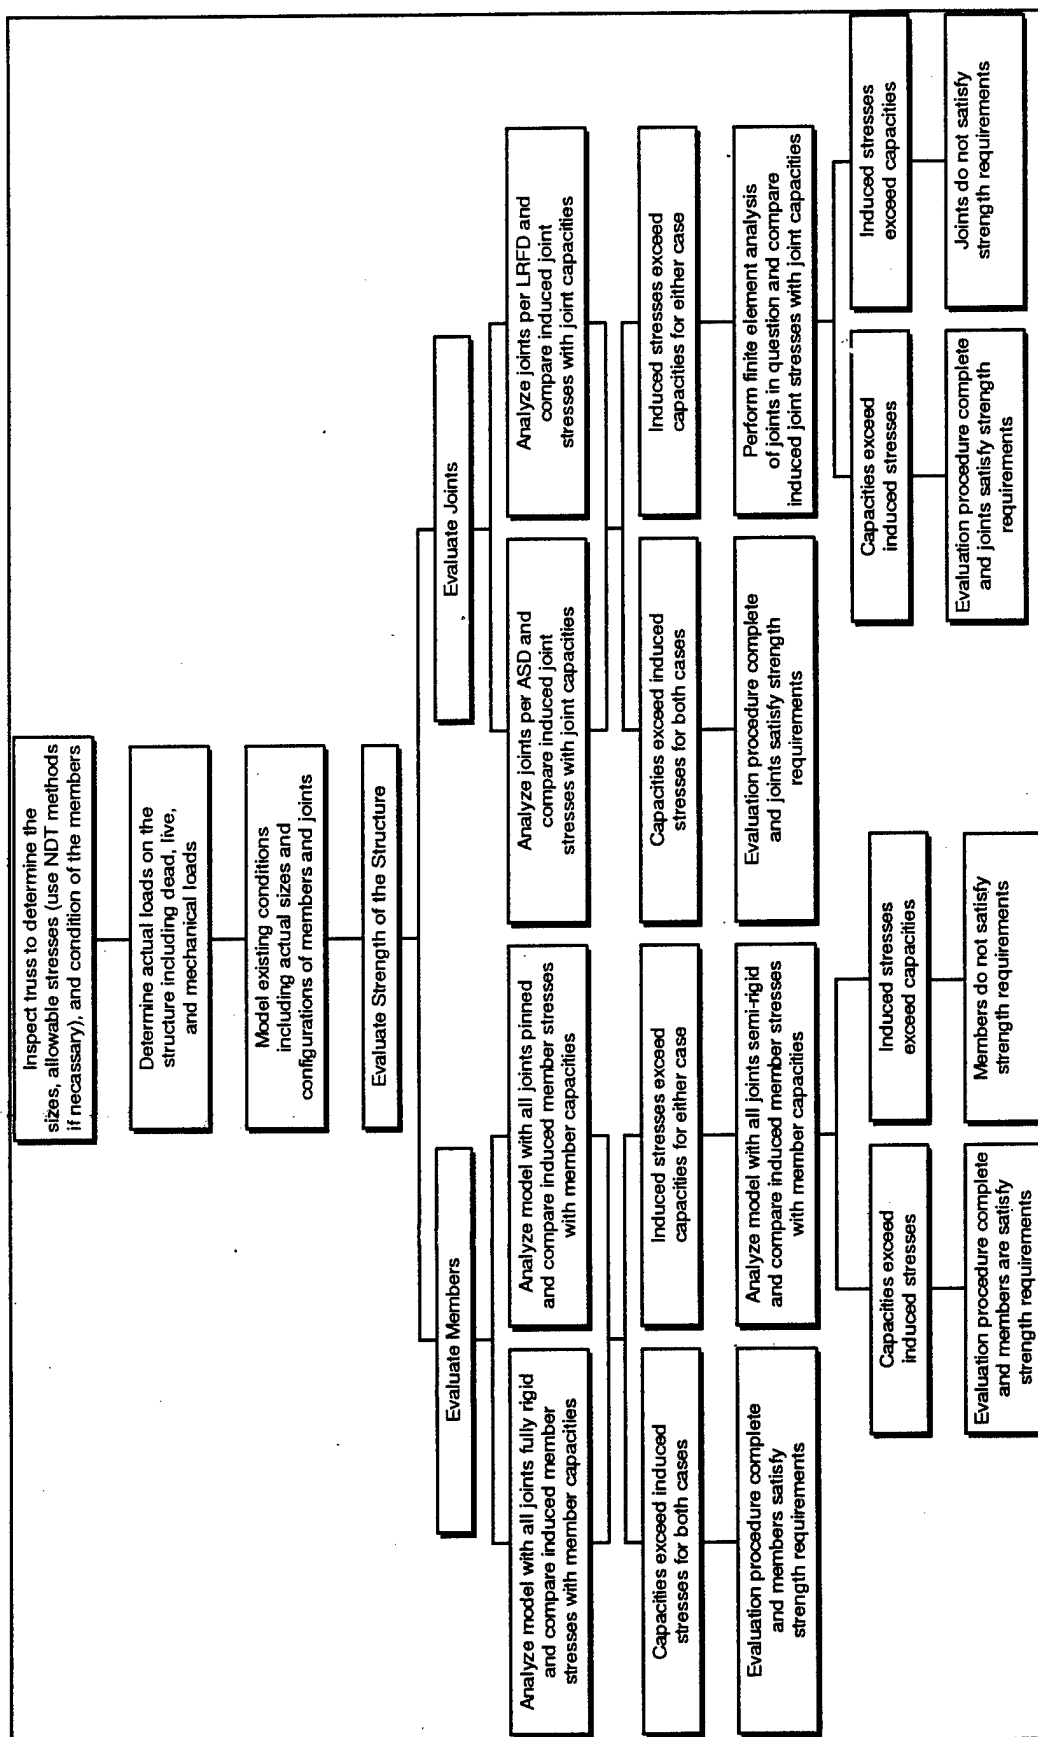 Inspect truss to determine the
sizes, allowable stresses (use NDT methods
if necassary), and condition of the members
Determine actual loads on the
structure including dead, live,
and mechanical loads
Model existing conditions
including actual sizes and
configurations of members and joints
Evaluate Strength of the Structure
Evaluate Members
Evaluate Joints
Analyze model with all joints fully rigid
and compare induced member
stresses with member capacities
Analyze model with all joints pinned
and compare induced member stresses
with member capacities
Analyze joints per ASD and
compare induced joint
stresses with joint capacities
Analyze joints per LRFD and
compare induced joint
stresses with joint capacities
Capacities exceed induced
stresses for both cases
Induced stresses exceed
capacities for either case
Capacities exceed induced
stresses for both cases
Induced stresses exceed
capacities for either case
Evaluation procedure complete
and members satisfy
strength requirements
Analyze model with all joints semi-rigid
and compare induced member stresses
with member capacities
Evaluation procedure complete
and joints satisfy strength
requirements
Perform finite element analysis
of joints in question and compare
induced joint stresses with joint capacities
Capacities exceed
induced stresses
Induced stresses
exceed capacities
Capacities exceed
induced stresses
Induced stresses
exceed capacities
Evaluation procedure complete
and members are satisfy
strength requirements
Members do not satisfy
strength requirements
Evaluation procedure complete
and joints satisfy strength
requirements
Joints do not satisfy
strength requirements